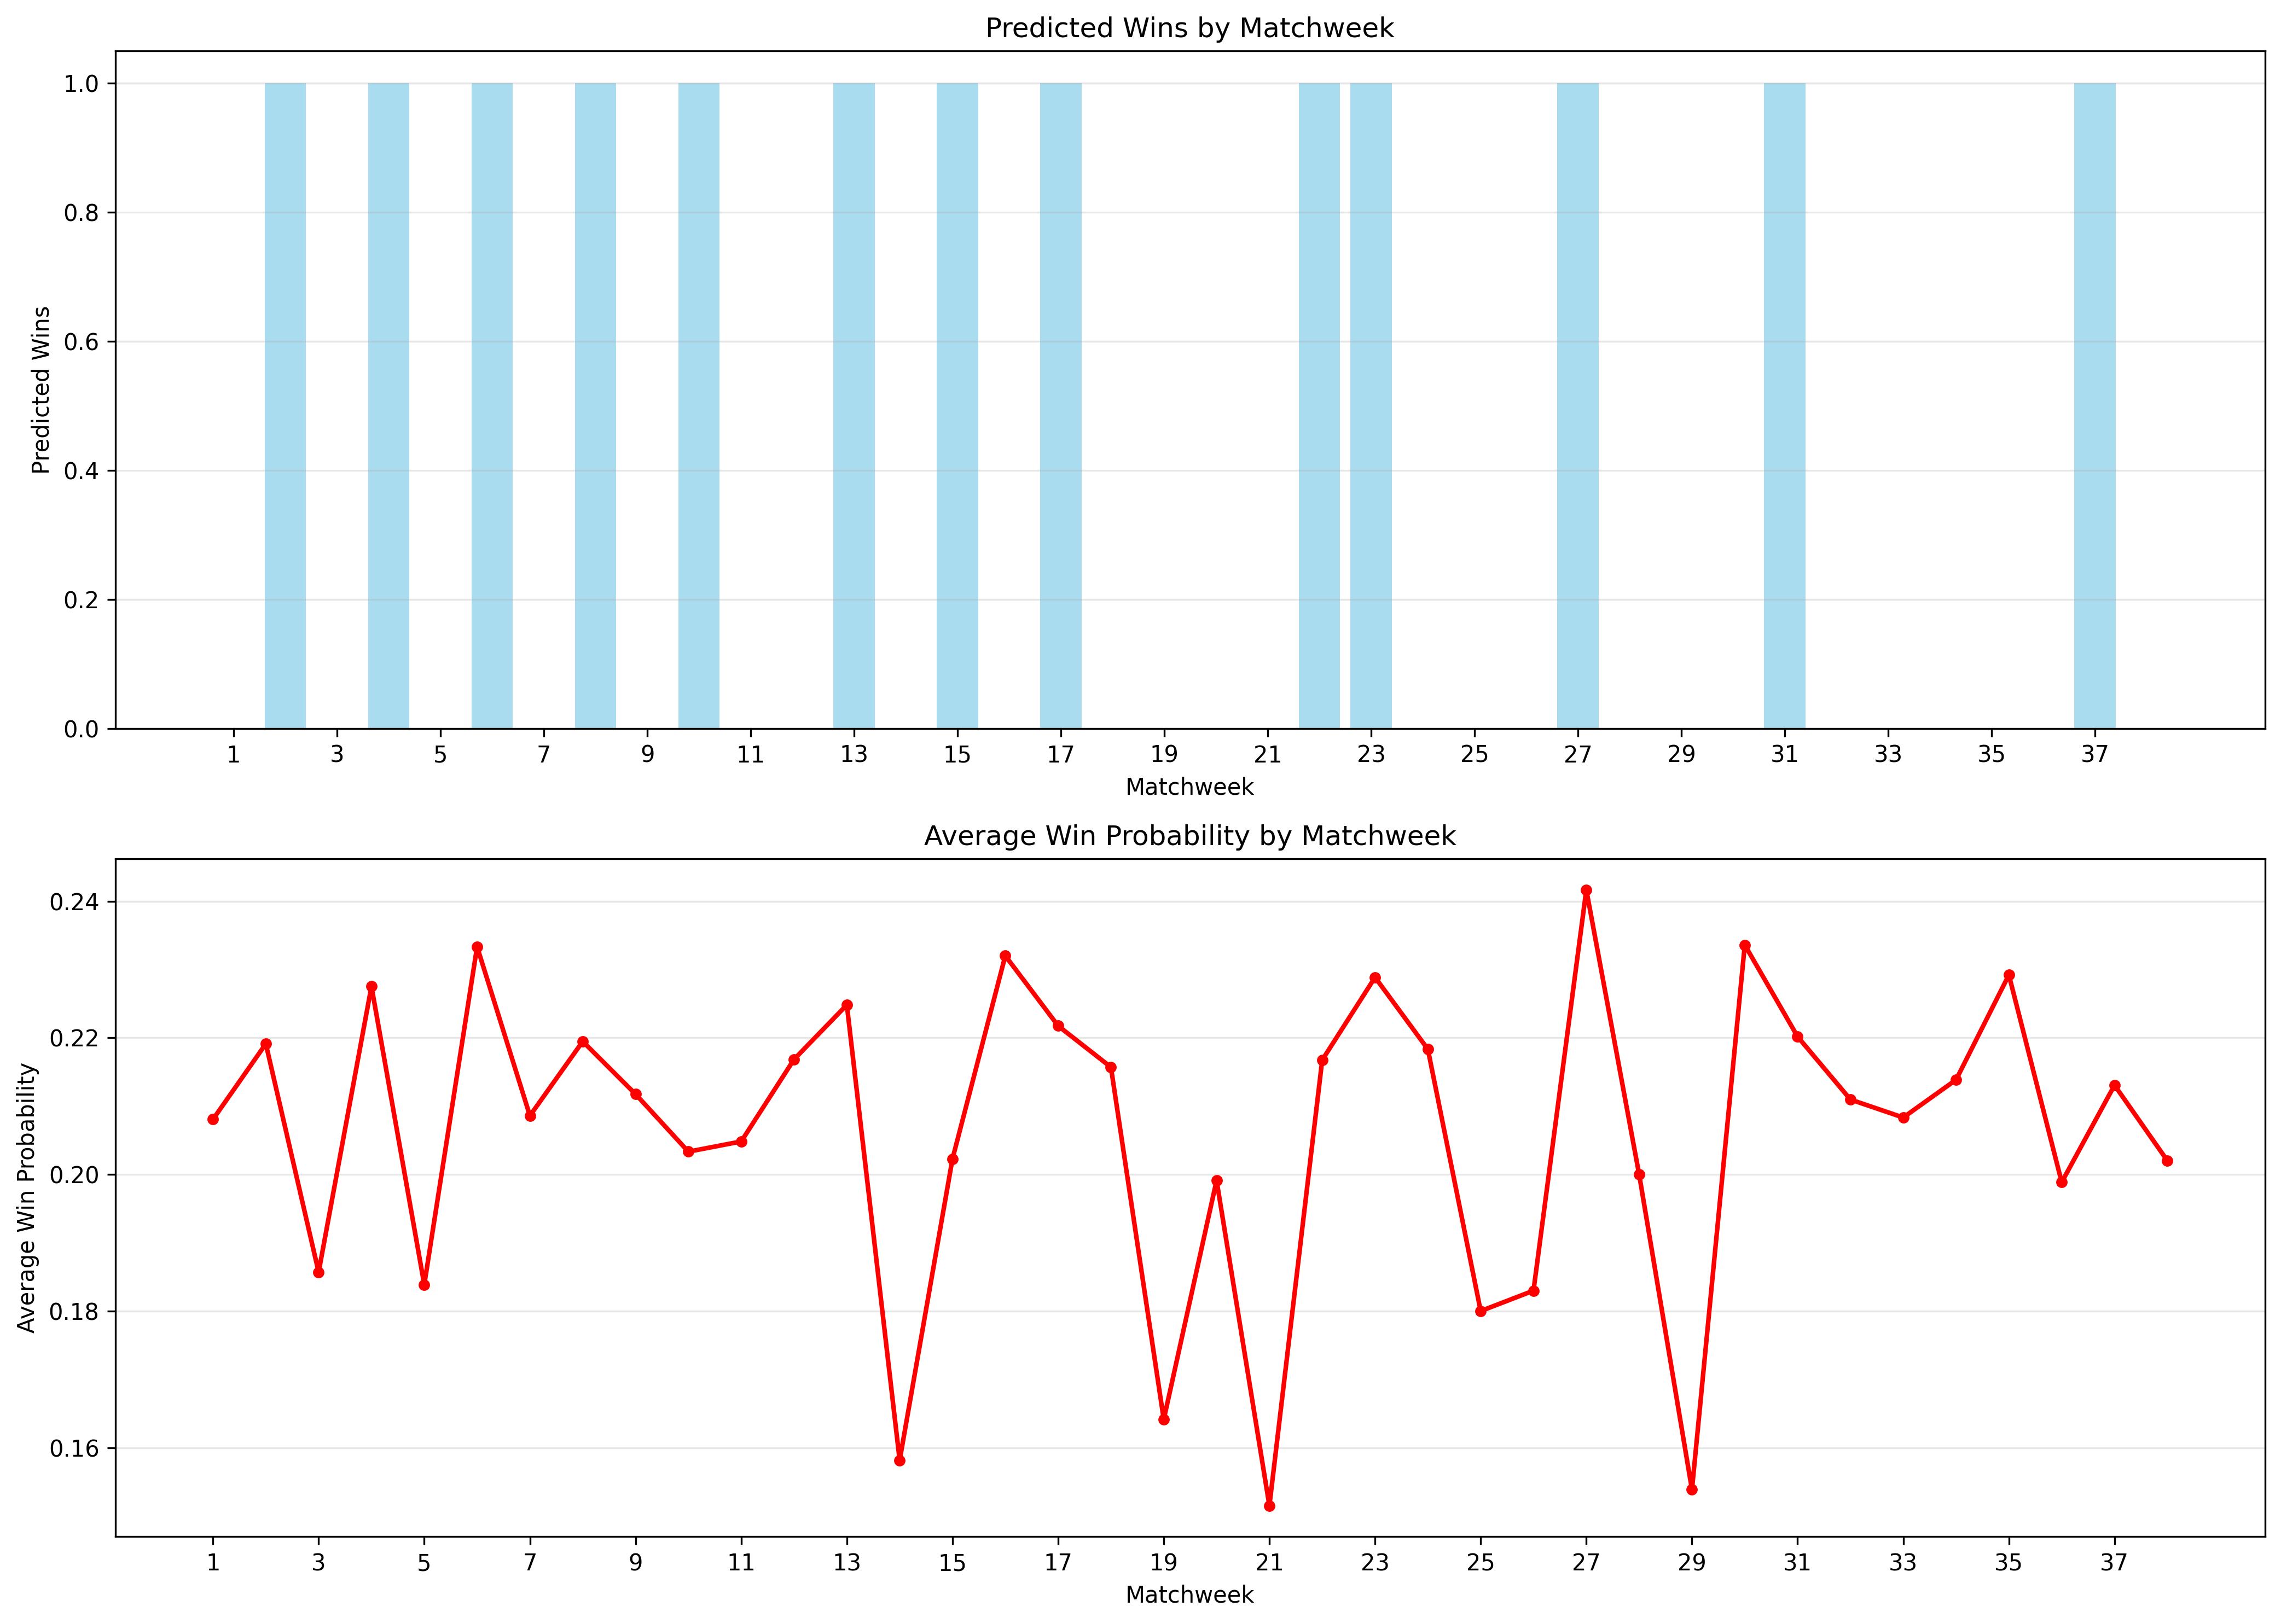 Predicted Wins by Matchweek
Predicted Wins
1.0
0.8
0.6
0.4
0.2
0.0
1 3 5 7 9 11 13 15 17 19 21 23 25 27 29 31 33 35 37
Matchweek
Average Win Probability by Matchweek
Average Win Probability
0.24
0.22
0.20
0.18
0.16
1 3 5 7 9 11 13 15 17 19 21 23 25 27 29 31 33 35 37
Matchweek